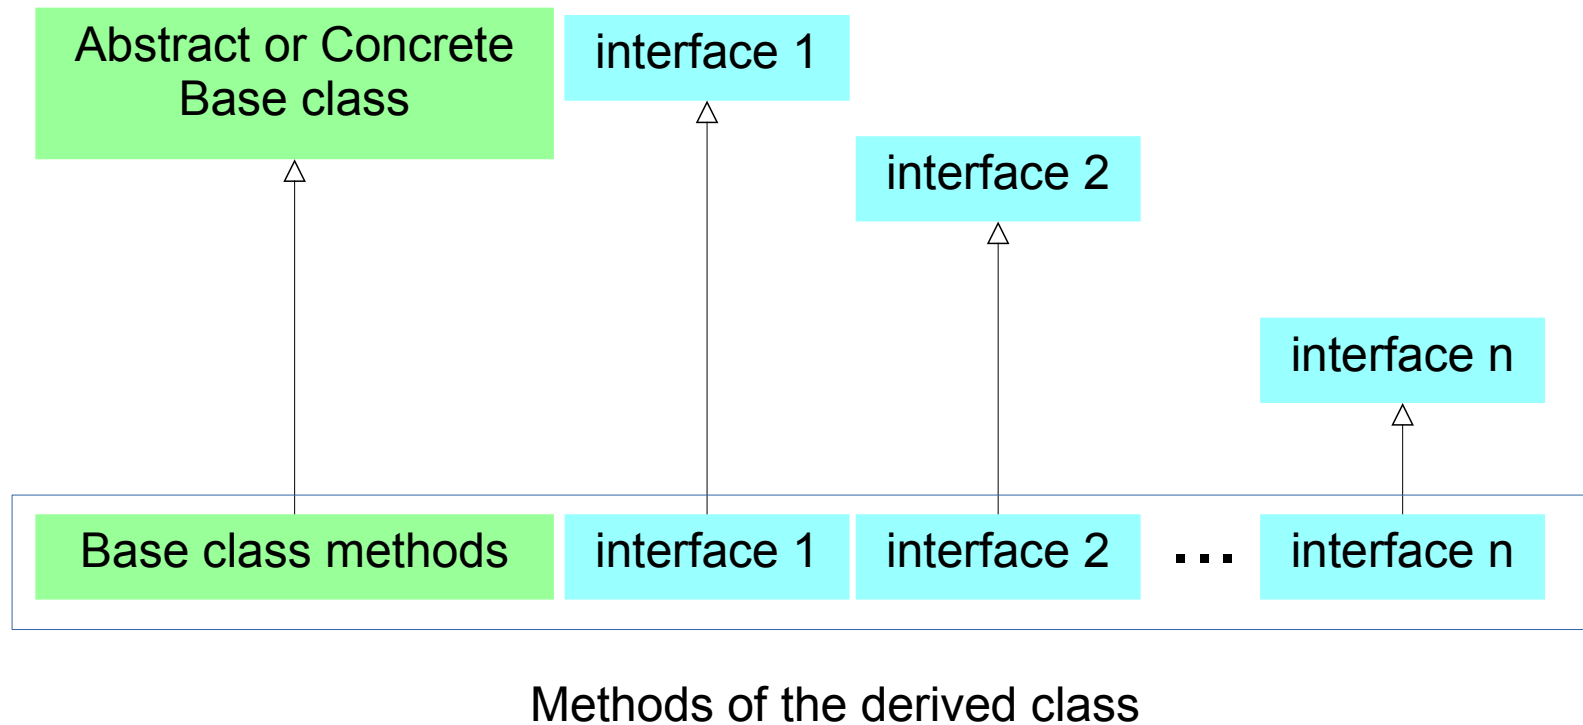 Abstract or Concrete
Base class
interface 1
interface 2
interface n
Base class methods
interface 1
interface 2
...
interface n
Methods of the derived class